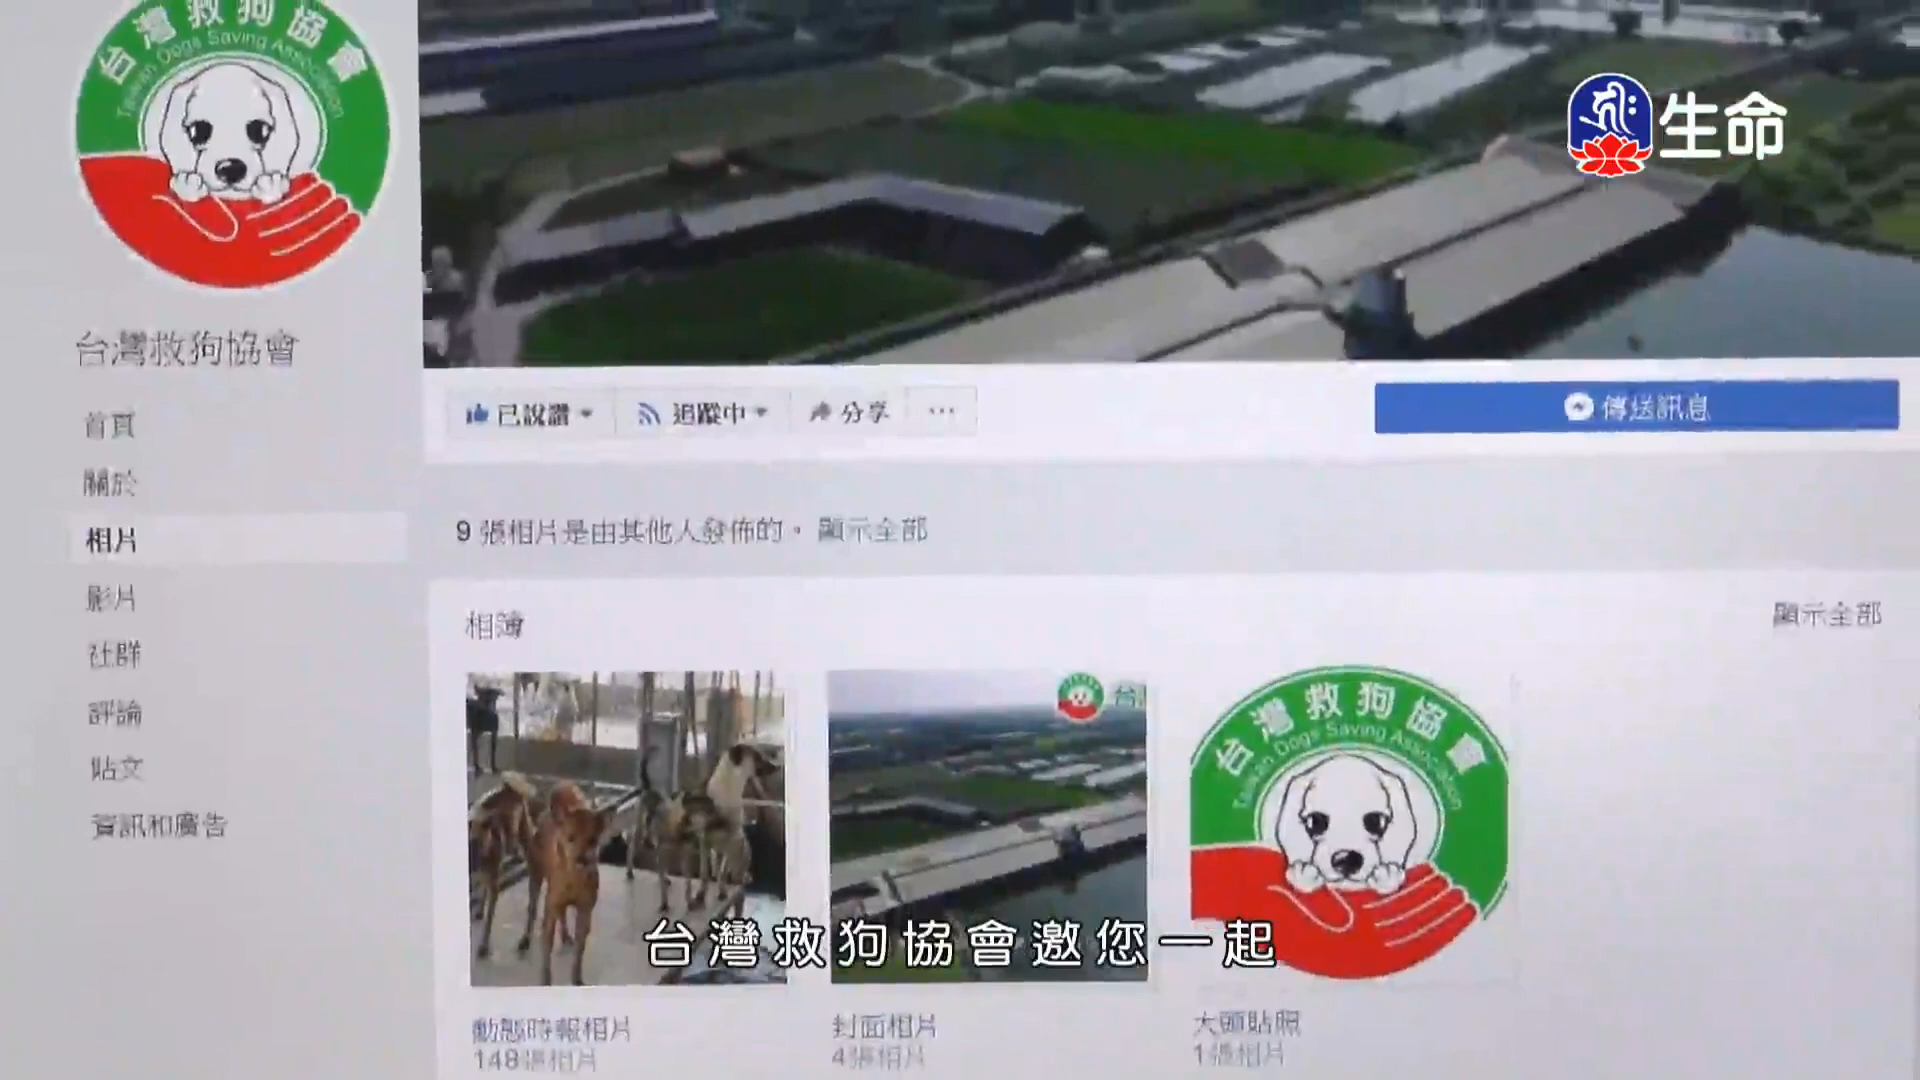 台灣救狗協會
Taiwan Dogs Saving Association
生命
台灣救狗協會
首頁
關於
相片
影片
社群
評論
貼文
資訊和廣告
已說讚
追蹤中
分享
傳送訊息
9 張相片是由其他人發佈的。 顯示全部
相簿
顯示全部
台灣救狗協會
Taiwan Dogs Saving Association
台灣救狗協會邀您一起
動態時報相片
148張相片
封面相片
4張相片
大頭貼照
1張相片